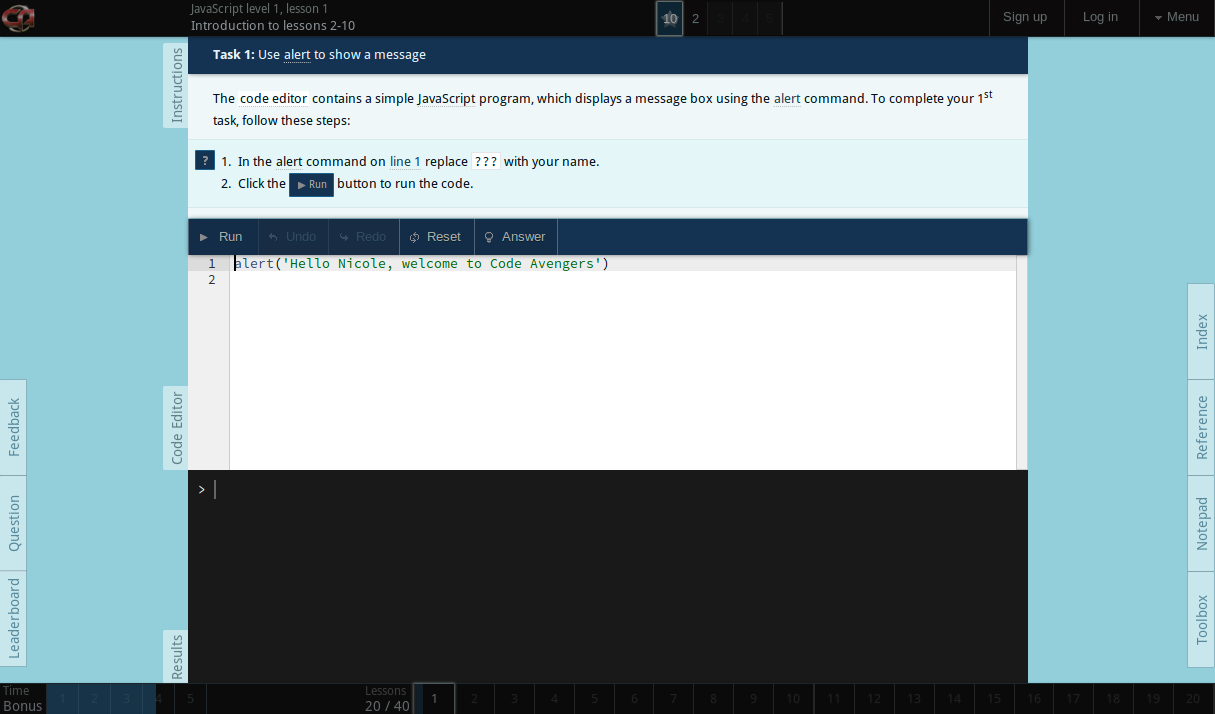 JavaScript level 1, lesson 1
Introduction to lessons 2-10
10 2 3 4 5
Sign up
Log in
Menu
Instructions
Task 1: Use alert to show a message
The code editor contains a simple JavaScript program, which displays a message box using the alert command. To complete your 1st
task, follow these steps:
? 1. In the alert command on line 1 replace ??? with your name.
2. Click the Run button to run the code.
Run Undo Redo Reset Answer
1 alert('Hello Nicole, welcome to Code Avengers')
2
Code Editor
>
Results
Feedback
Question
Leaderboard
Index
Reference
Notepad
Toolbox
Time
Bonus
1 2 3 4 5
Lessons
20 / 40
1 2 3 4 5 6 7 8 9 10 11 12 13 14 15 16 17 18 19 20